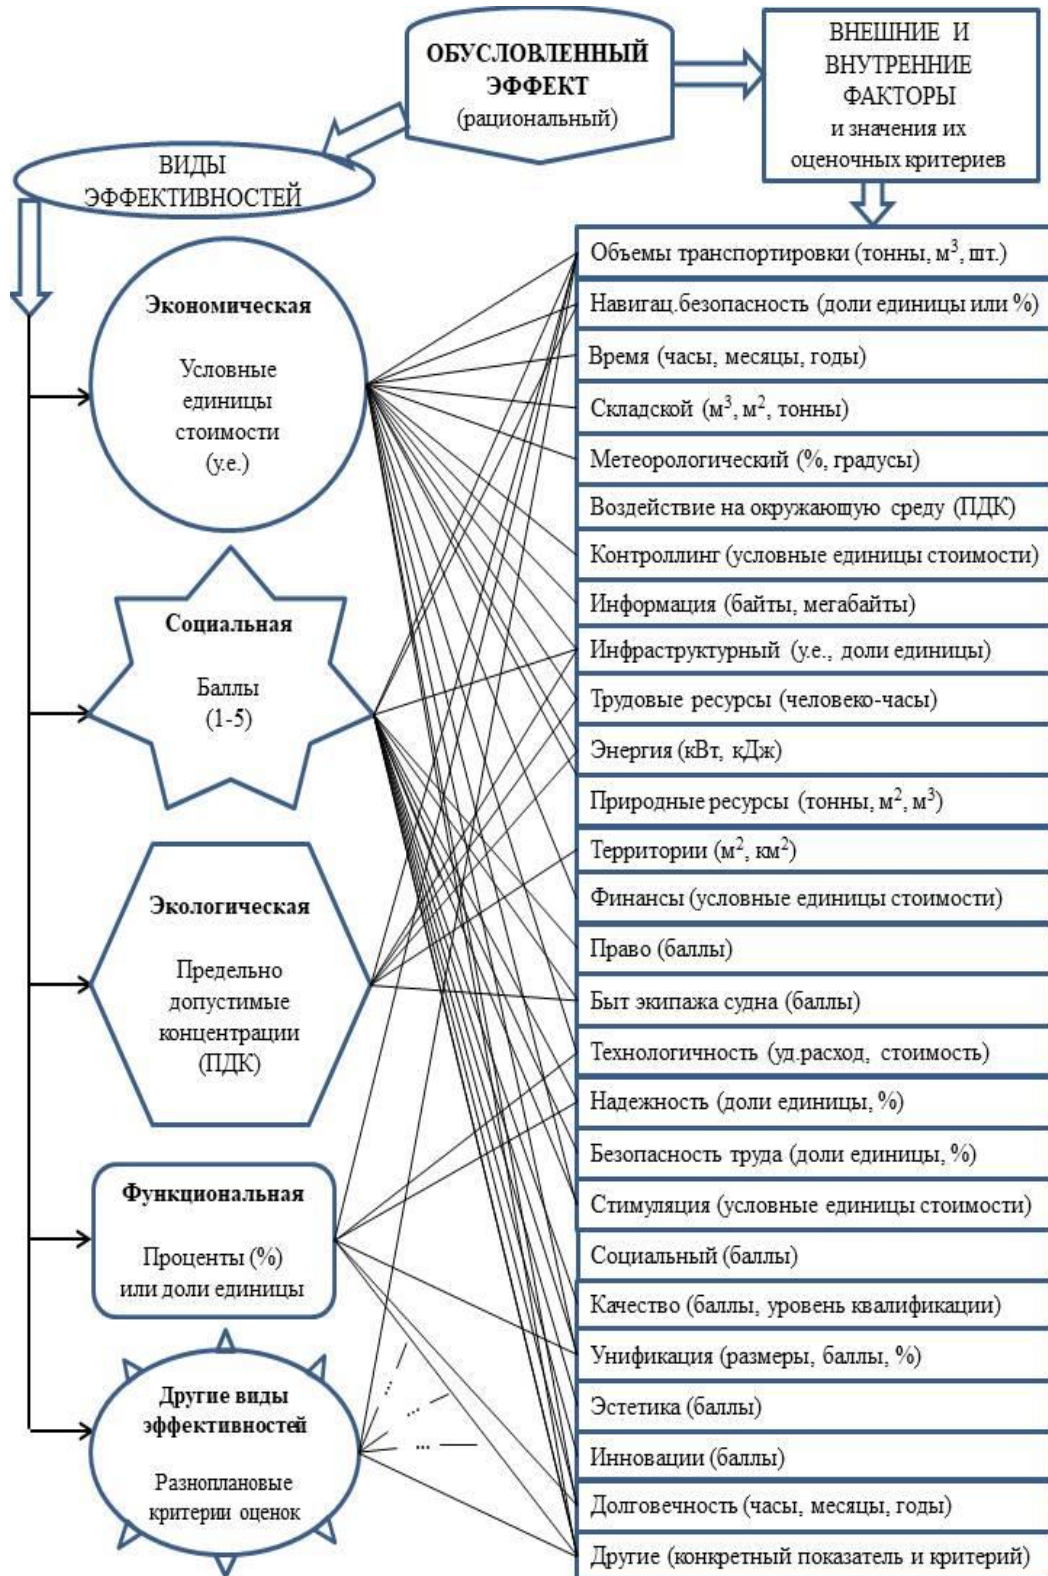 ОБУСЛОВЛЕННЫЙ
ЭФФЕКТ
(рациональный)
ВНЕШНИЕ И
ВНУТРЕННИЕ
ФАКТОРЫ
и значения их
оценочных критериев
ВИДЫ
ЭФФЕКТИВНОСТЕЙ
Экономическая
Условные
единицы
стоимости
(у.е.)
Социальная
Баллы
(1-5)
Экологическая
Предельно
допустимые
концентрации
(ПДК)
Функциональная
Проценты (%)
или доли единицы
Другие виды
эффективностей
Разноплановые
критерии оценок
...
...
...
Объемы транспортировки (тонны, м³, шт.)
Навигац.безопасность (доли единицы или %)
Время (часы, месяцы, годы)
Складской (м³, м², тонны)
Метеорологический (%, градусы)
Воздействие на окружающую среду (ПДК)
Контроллинг (условные единицы стоимости)
Информация (байты, мегабайты)
Инфраструктурный (у.е., доли единицы)
Трудовые ресурсы (человеко-часы)
Энергия (кВт, кДж)
Природные ресурсы (тонны, м², м³)
Территории (м², км²)
Финансы (условные единицы стоимости)
Право (баллы)
Быт экипажа судна (баллы)
Технологичность (уд.расход, стоимость)
Надежность (доли единицы, %)
Безопасность труда (доли единицы, %)
Стимуляция (условные единицы стоимости)
Социальный (баллы)
Качество (баллы, уровень квалификации)
Унификация (размеры, баллы, %)
Эстетика (баллы)
Инновации (баллы)
Долговечность (часы, месяцы, годы)
Другие (конкретный показатель и критерий)